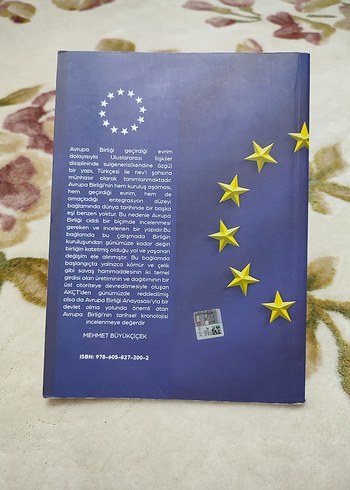 Avrupa Birliği geçirdiği evrim
dolayısıyla Uluslararası İlişkiler
disiplininde suigeneris(kendine özgü)
bir yapı, Türkçesi ile nev'i şahsına
münhasır olarak tanımlanmaktadır.
Avrupa Birliği'nin hem kuruluş aşaması,
hem geçirdiği evrim, hem de
amaçladığı entegrasyon düzeyi
bağlamında dünya tarihinde bir başka
eşi benzeri yoktur. Bu nedenle Avrupa
Birliği ciddi bir biçimde incelenmesi
gereken ve incelenen bir yapıdır.Bu
bağlamda bu çalışmada Birliğin
kuruluşundan günümüze kadar değin
birliğin katetmiş olduğu yol ve yaşanan
değişim ele alınmıştır. Bu bağlamda
başlangıçta yalnızca kömür ve çelik
gibi savaş hammaddesinin iki temel
girdisi olan üretiminin ve dağıtımının bir
üst otoriteye devredilmesiyle oluşan
AKÇT'den günümüzde reddedilmiş
olsa da Avrupa Birliği Anayasası'yla bir
devlet olma yolunda önemli atan
Avrupa Birliği'nin tarihsel kronolojisi
incelenmeye değerdir
MEHMET BÜYÜKÇİÇEK
ISBN: 978-605-827-200-2